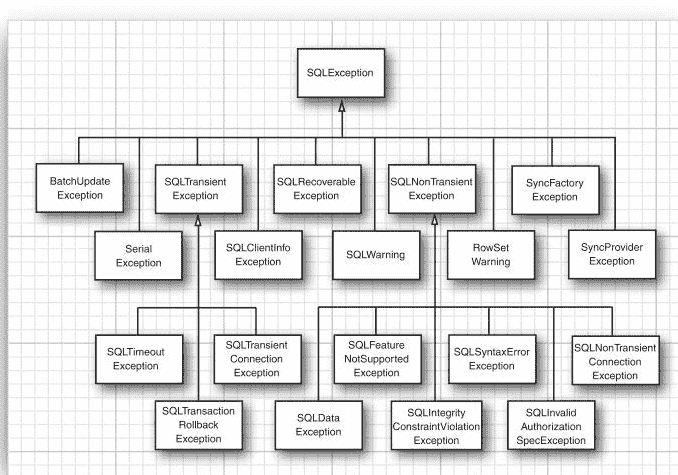 SQLException
BatchUpdate
Exception
SQLTransient
Exception
SQLRecoverable
Exception
SQLNonTransient
Exception
SyncFactory
Exception
Serial
Exception
SQLClientInfo
Exception
SQLWarning
RowSet
Warning
SyncProvider
Exception
SQLTimeout
Exception
SQLTransient
Connection
Exception
SQLFeature
NotSupported
Exception
SQLSyntaxError
Exception
SQLNonTransient
Connection
Exception
SQLTransaction
Rollback
Exception
SQLData
Exception
SQLIntegrity
ConstraintViolation
Exception
SQLInvalid
Authorization
SpecException